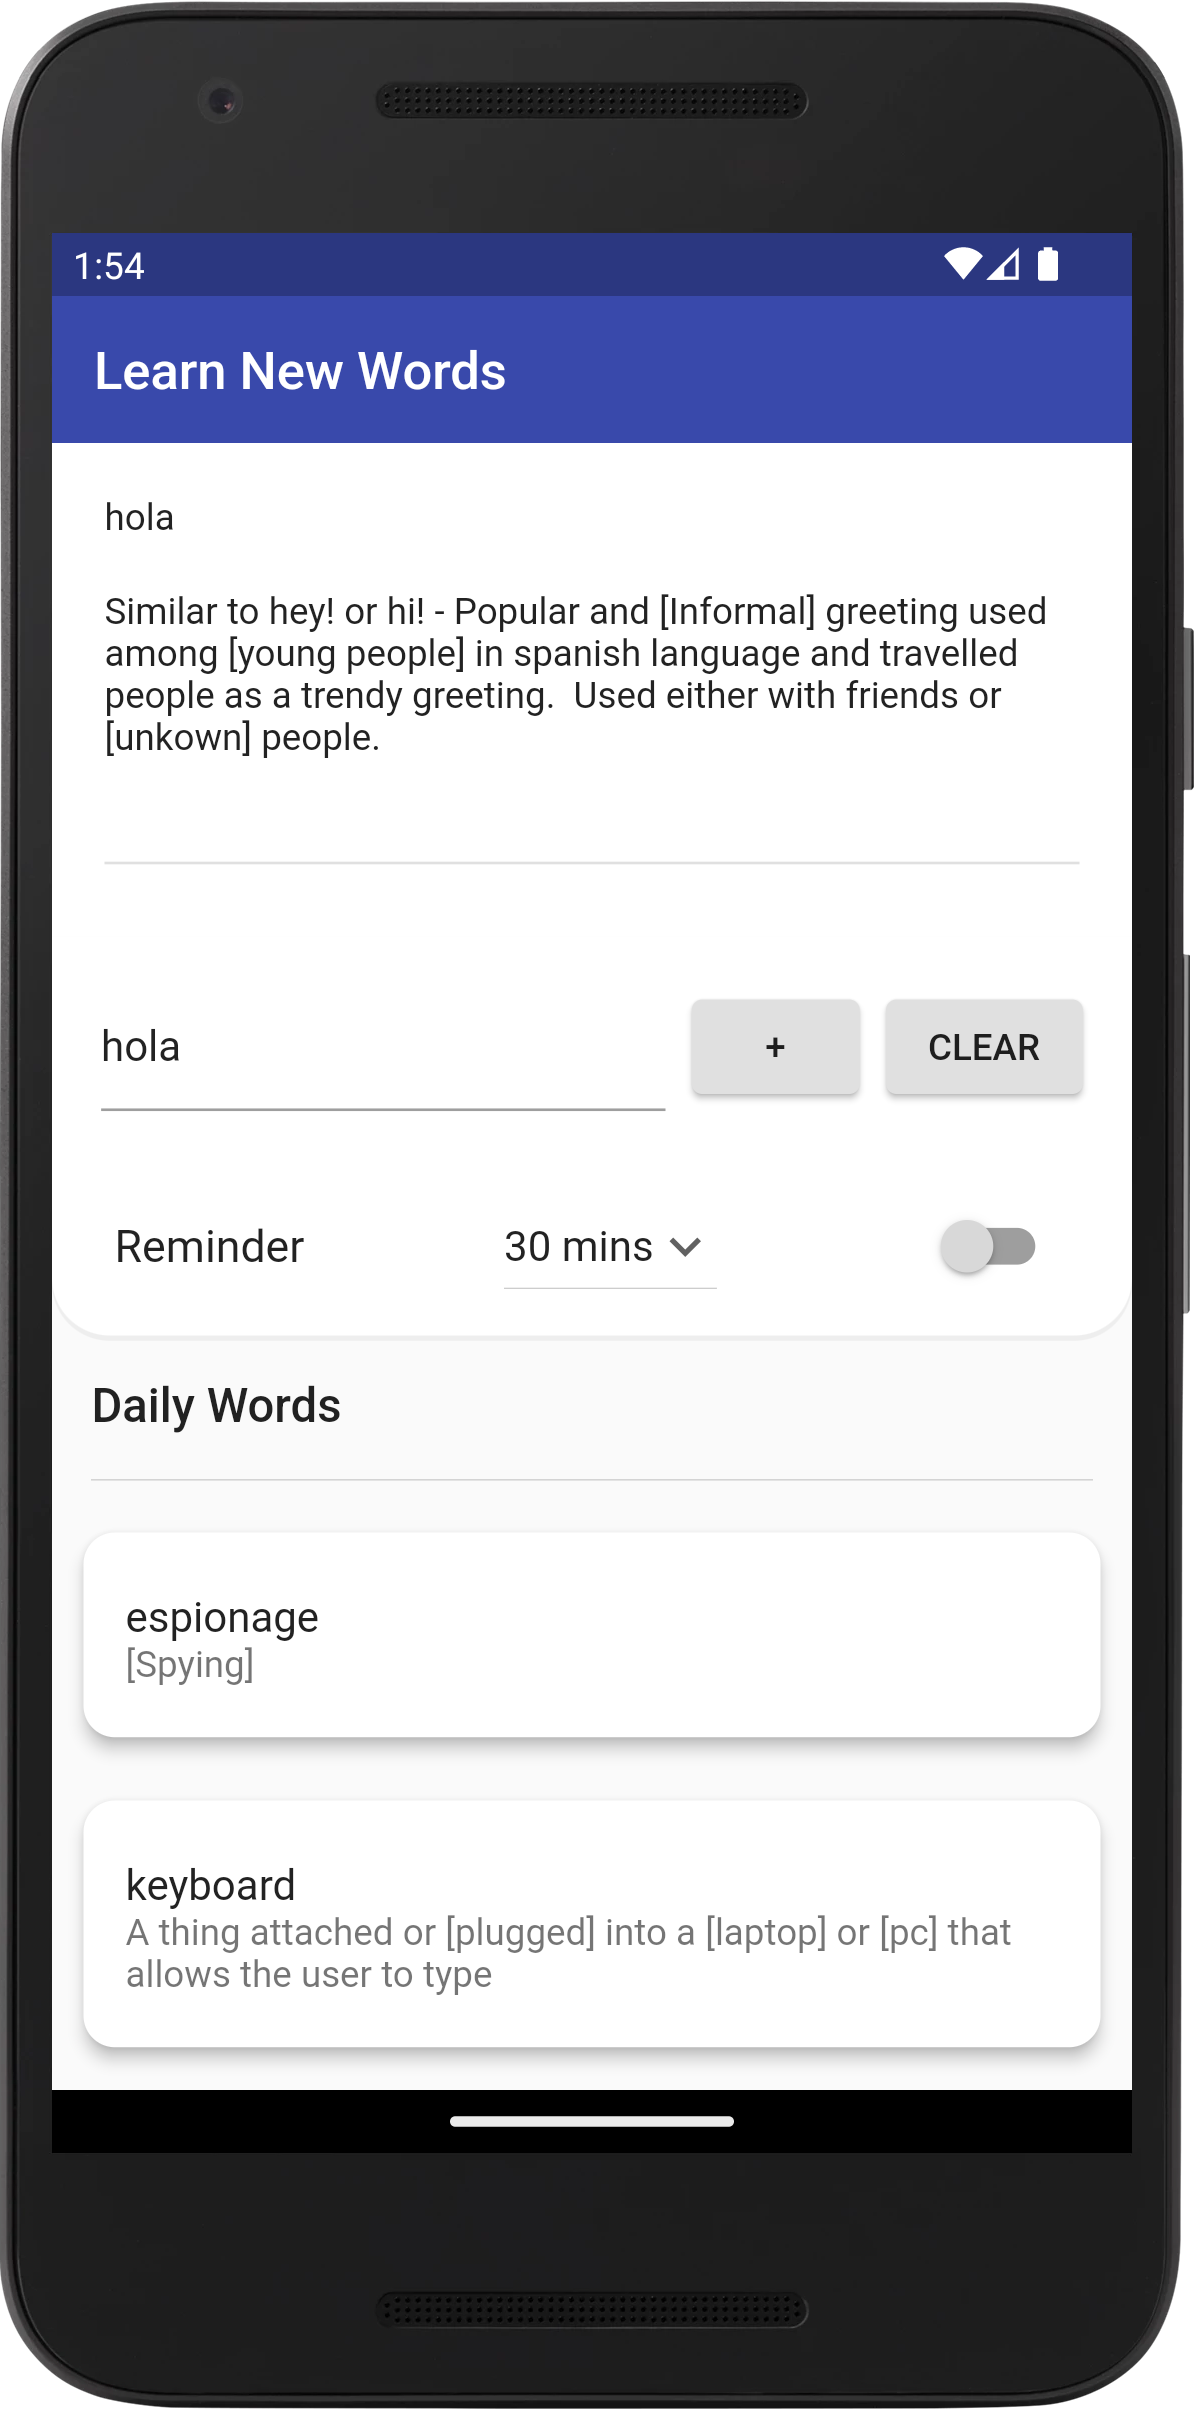 1:54
Learn New Words
hola
Similar to hey! or hi! - Popular and [Informal] greeting used
among [young people] in spanish language and travelled
people as a trendy greeting.  Used either with friends or
[unkown] people.
hola
+ CLEAR
Reminder 30 mins
Daily Words
espionage
[Spying]
keyboard
A thing attached or [plugged] into a [laptop] or [pc] that
allows the user to type